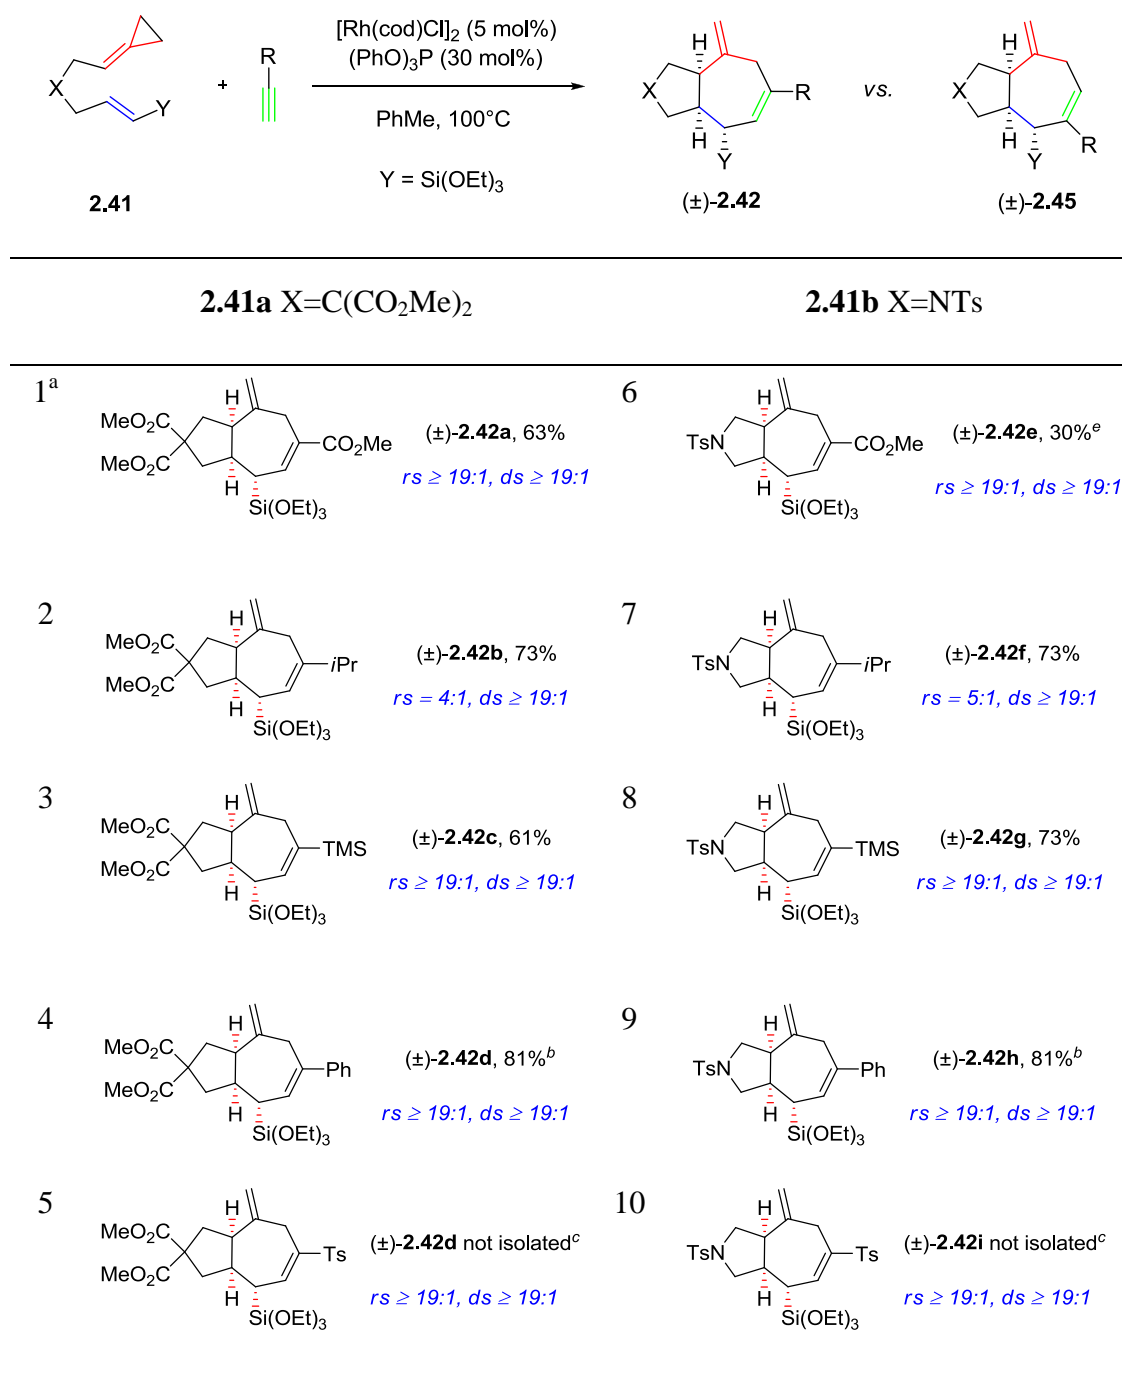 [Rh(cod)Cl]2 (5 mol%)
(PhO)3P (30 mol%)
PhMe, 100°C
Y = Si(OEt)3
X
Y
2.41
+
R
X
H
H
Y
R
(±)-2.42
vs.
X
H
H
Y
R
(±)-2.45
2.41a X=C(CO2Me)2
2.41b X=NTs
1a
MeO2C
MeO2C
H
H
CO2Me
Si(OEt)3
(±)-2.42a, 63%
rs ≥ 19:1, ds ≥ 19:1
6
TsN
H
H
CO2Me
Si(OEt)3
(±)-2.42e, 30%e
rs ≥ 19:1, ds ≥ 19:1
2
MeO2C
MeO2C
H
H
iPr
Si(OEt)3
(±)-2.42b, 73%
rs = 4:1, ds ≥ 19:1
7
TsN
H
H
iPr
Si(OEt)3
(±)-2.42f, 73%
rs = 5:1, ds ≥ 19:1
3
MeO2C
MeO2C
H
H
TMS
Si(OEt)3
(±)-2.42c, 61%
rs ≥ 19:1, ds ≥ 19:1
8
TsN
H
H
TMS
Si(OEt)3
(±)-2.42g, 73%
rs ≥ 19:1, ds ≥ 19:1
4
MeO2C
MeO2C
H
H
Ph
Si(OEt)3
(±)-2.42d, 81%b
rs ≥ 19:1, ds ≥ 19:1
9
TsN
H
H
Ph
Si(OEt)3
(±)-2.42h, 81%b
rs ≥ 19:1, ds ≥ 19:1
5
MeO2C
MeO2C
H
H
Ts
Si(OEt)3
(±)-2.42d not isolatedc
rs ≥ 19:1, ds ≥ 19:1
10
TsN
H
H
Ts
Si(OEt)3
(±)-2.42i not isolatedc
rs ≥ 19:1, ds ≥ 19:1